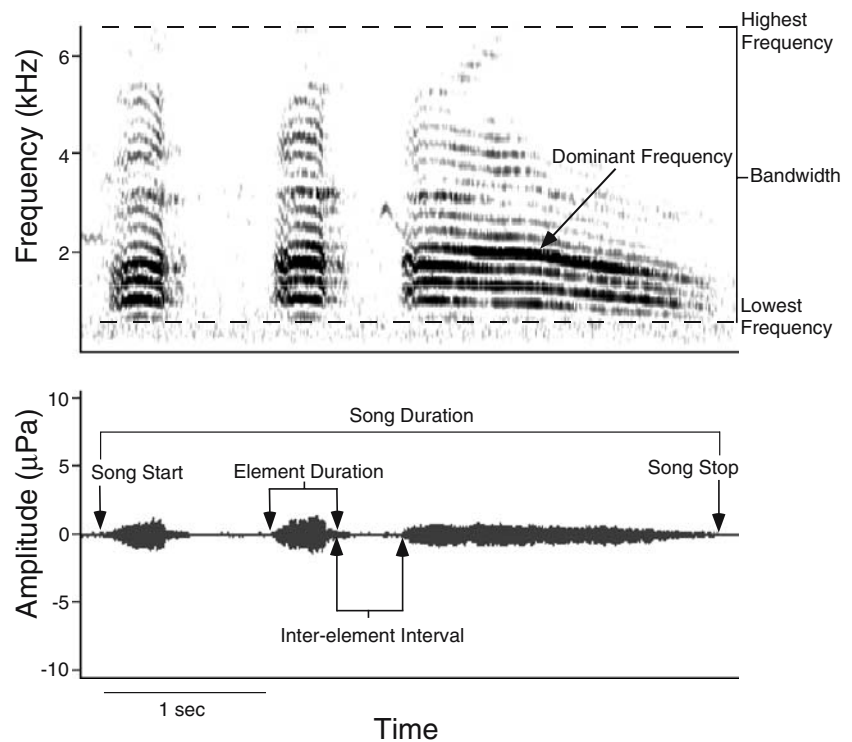 Highest
Frequency
6
4
2
Frequency (kHz)
Dominant Frequency
Bandwidth
Lowest
Frequency
10
5
0
-5
-10
Amplitude (µPa)
Song Duration
Song Start
Element Duration
Song Stop
Inter-element Interval
1 sec
Time